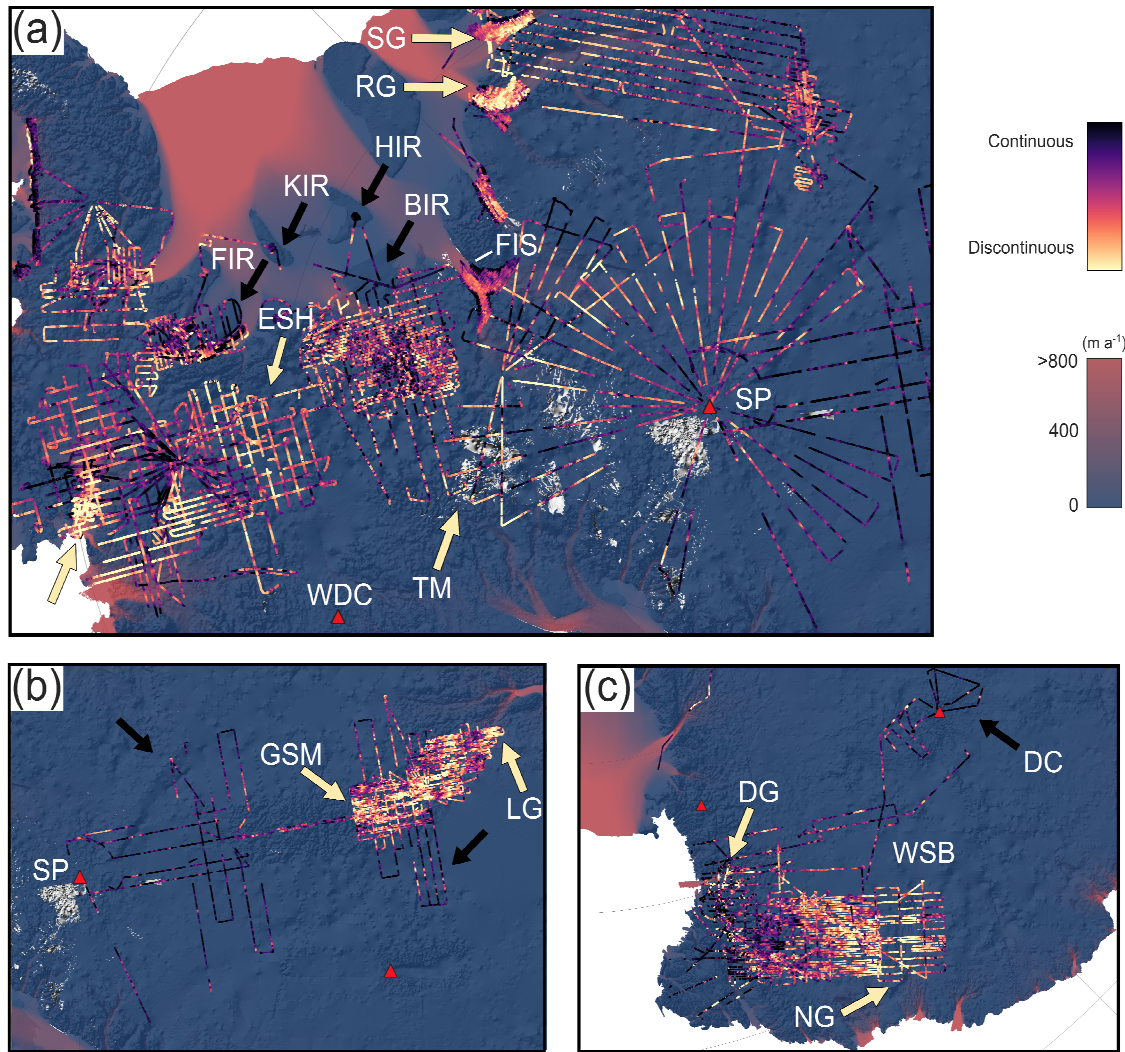 (a)
SG
RG
HIR
KIR
BIR
FIR
FIS
ESH
SP
TM
WDC
Continuous
Discontinuous
(m a⁻¹)
>800
400
0
(b)
GSM
LG
SP
(c)
DC
DG
WSB
NG